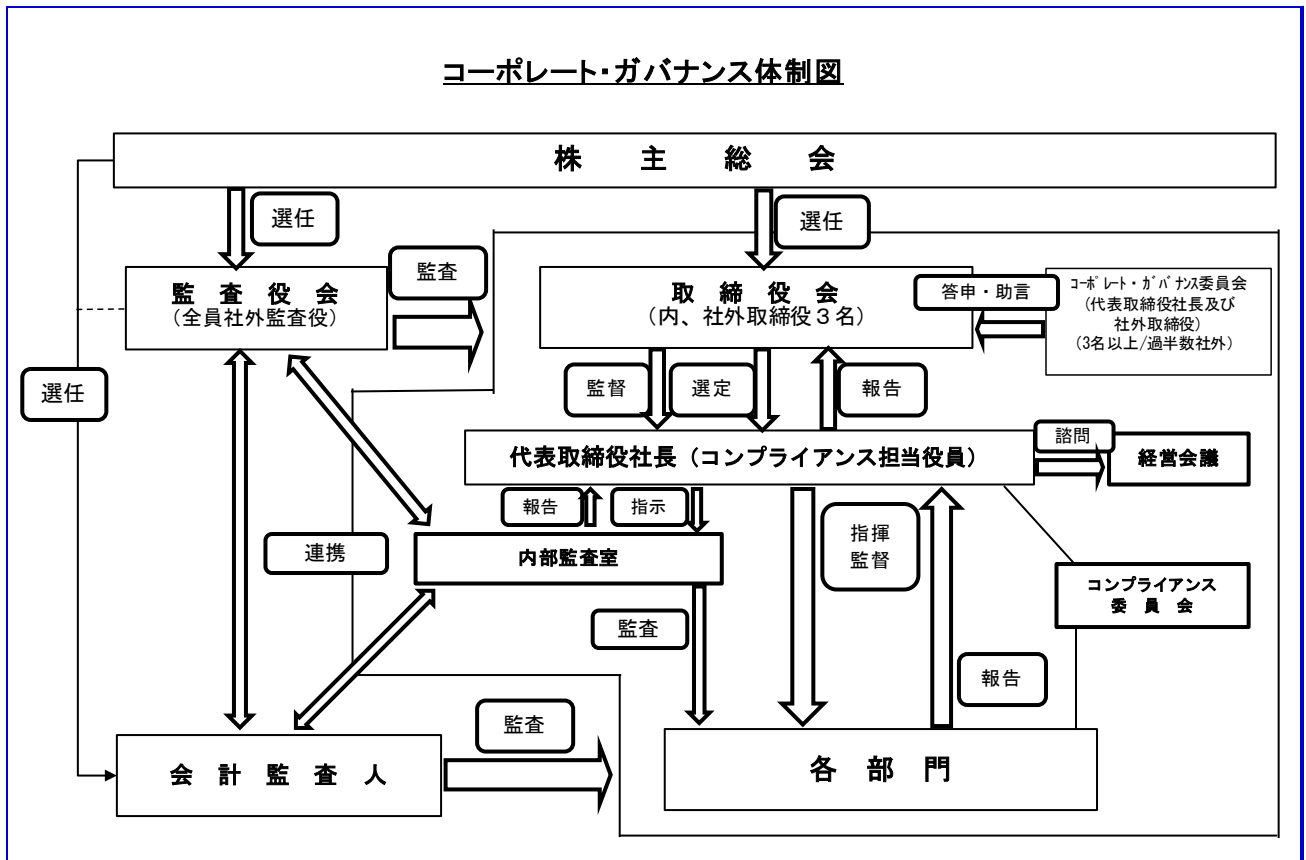 コーポレート・ガバナンス体制図
株 主 総 会
選任
選任
監査
監 査 役 会
(全員社外監査役)
取 締 役 会
(内、社外取締役3名)
答申・助言
ｺｰﾎﾟﾚｰﾄ・ｶﾞﾊﾞﾅﾝｽ委員会
(代表取締役社長及び
社外取締役)
(3名以上/過半数社外)
選任
監督
選定
報告
諮問
代表取締役社長(コンプライアンス担当役員)
経営会議
報告
指示
指揮
監督
連携
内部監査室
コンプライアンス
委 員 会
監査
報告
監査
会 計 監 査 人
各 部 門